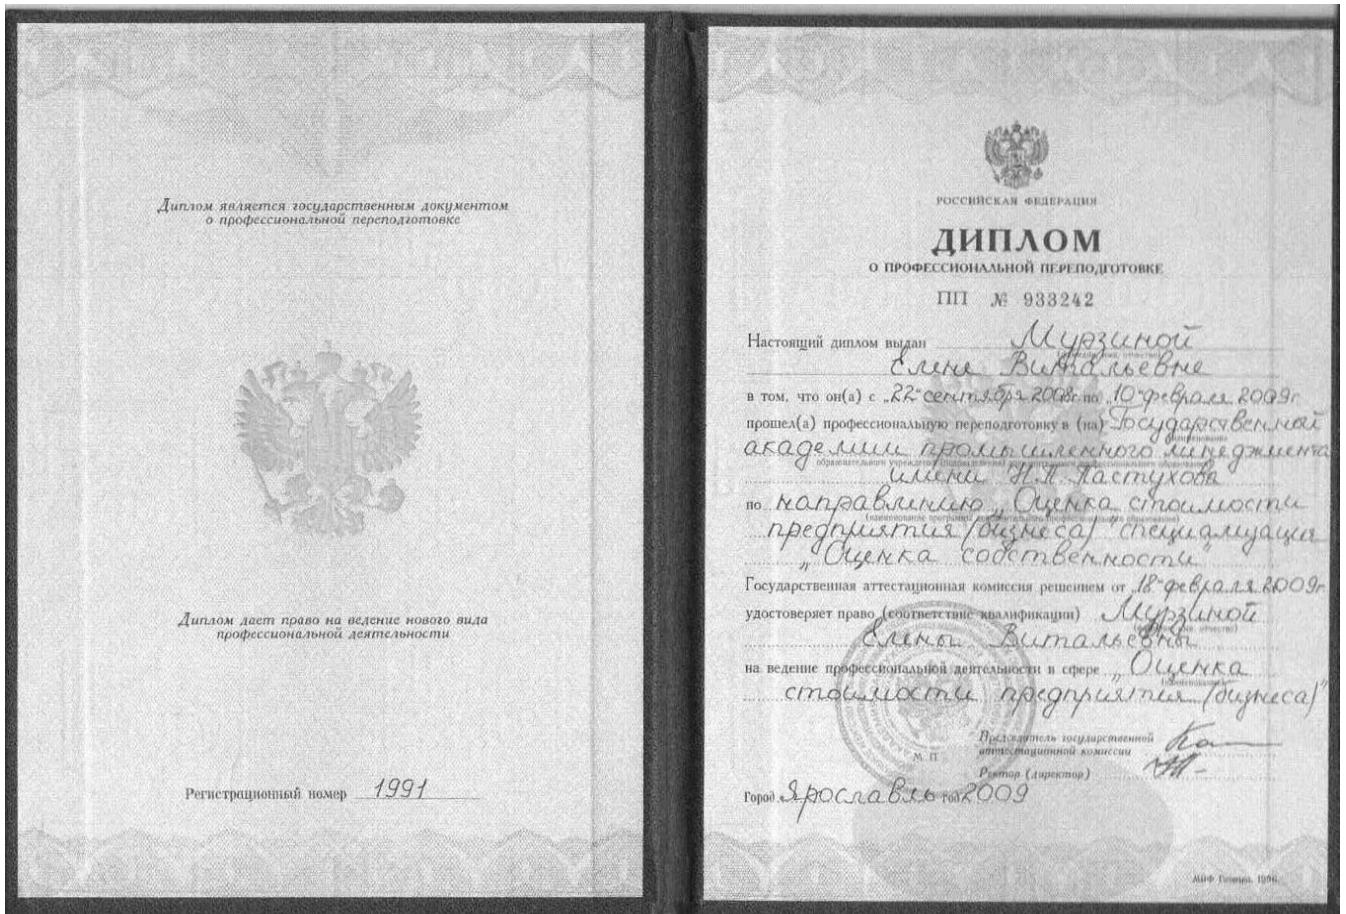 Диплом является государственным документом
о профессиональной переподготовке
Диплом дает право на ведение нового вида
профессиональной деятельности
Регистрационный номер 1991
РОССИЙСКАЯ ФЕДЕРАЦИЯ
ДИПЛОМ
О ПРОФЕССИОНАЛЬНОЙ ПЕРЕПОДГОТОВКЕ
ПП № 933242
Настоящий диплом выдан Мурзиной
Елене Витальевне
в том, что он(а) с „22" сентября 2008г. по „10" февраля 2009г.
прошел(а) профессиональную переподготовку в (на) Государственной
академии промышленного менеджмента
имени Н.П. Пастухова
по направлению „Оценка стоимости
предприятия (бизнеса)" специализация
„Оценка собственности"
Государственная аттестационная комиссия решением от „18" февраля 2009г.
удостоверяет право (соответствие квалификации) Мурзиной
Елены Витальевны
на ведение профессиональной деятельности в сфере „Оценка
стоимости предприятия (бизнеса)"
Председатель государственной
аттестационной комиссии
М. П.
Ректор (директор)
Город Ярославль год 2009